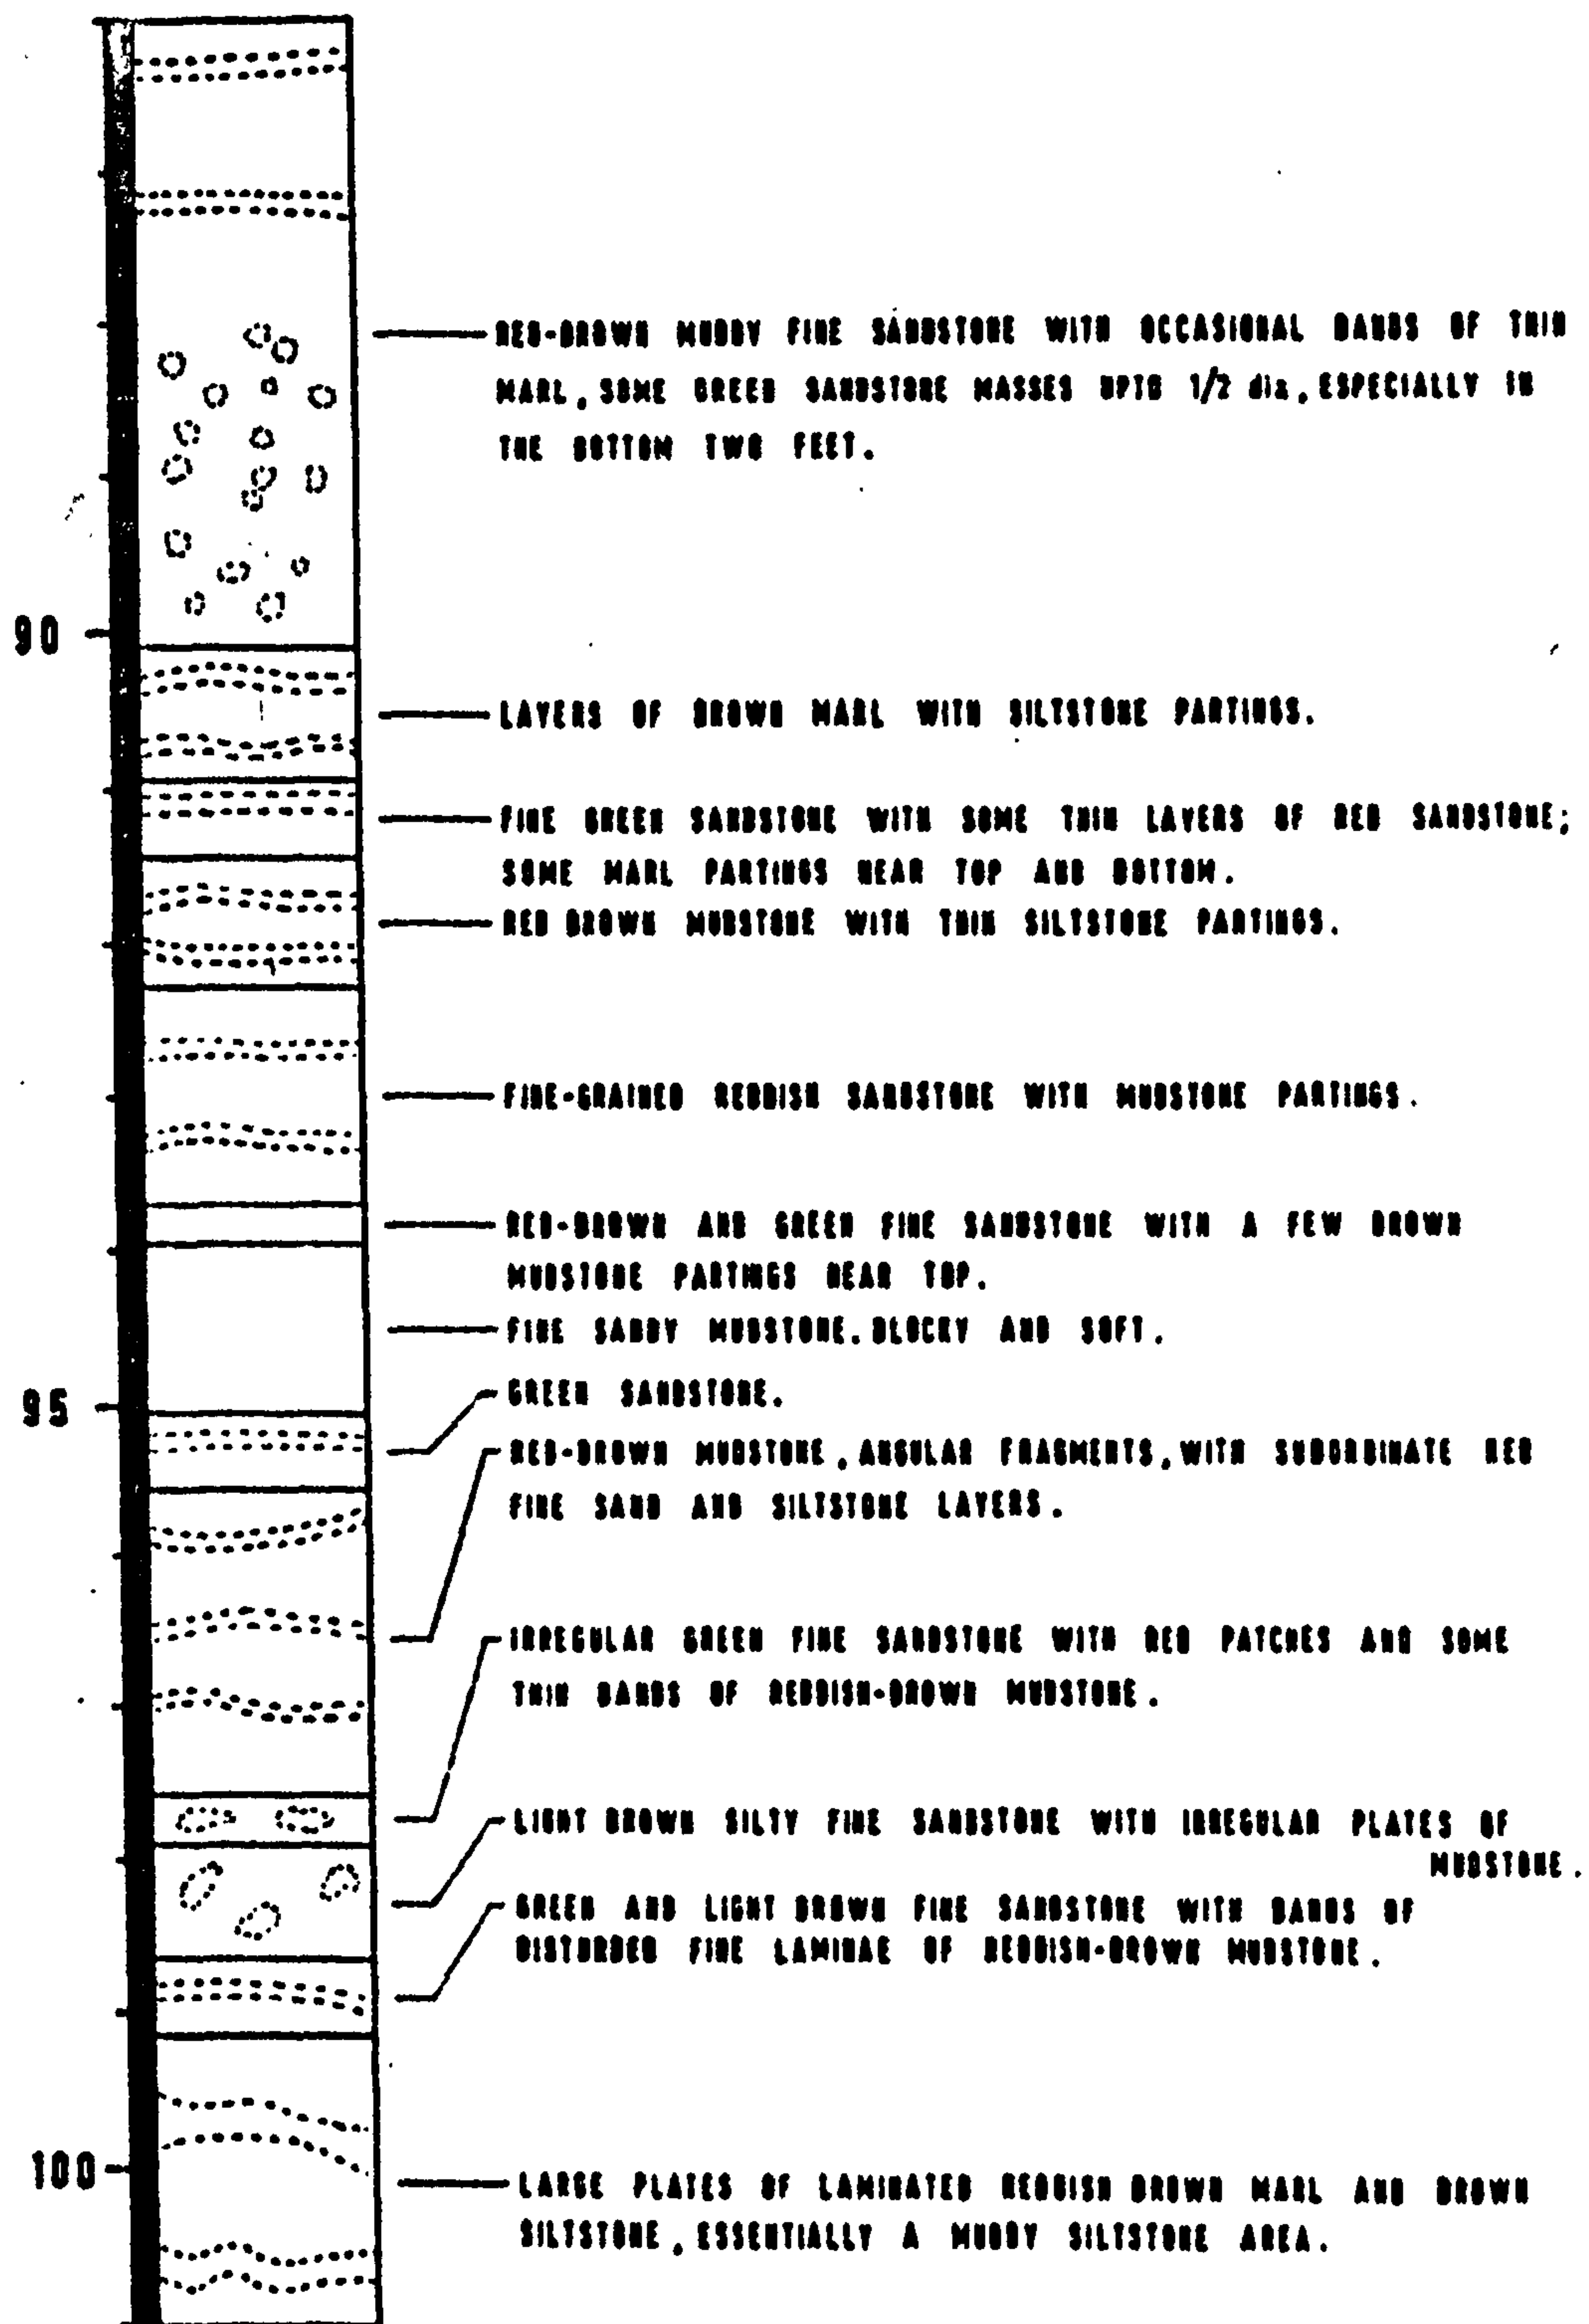 RED-BROWN MUDDY FINE SANDSTONE WITH OCCASIONAL BANDS OF THIN
MARL, SOME GREEN SANDSTONE MASSES UPTO 1/2 dia, ESPECIALLY IN
THE BOTTOM TWO FEET.
90
LAYERS OF BROWN MARL WITH SILTSTONE PARTINGS.
FINE GREEN SANDSTONE WITH SOME THIN LAYERS OF RED SANDSTONE;
SOME MARL PARTINGS NEAR TOP AND BOTTOM.
RED BROWN MUDSTONE WITH THIN SILTSTONE PARTINGS.
FINE-GRAINED REDDISH SANDSTONE WITH MUDSTONE PARTINGS.
RED-BROWN AND GREEN FINE SANDSTONE WITH A FEW BROWN
MUDSTONE PARTINGS NEAR TOP.
FINE SANDY MUDSTONE. BLOCKY AND SOFT.
GREEN SANDSTONE.
95
RED-BROWN MUDSTONE, ANGULAR FRAGMENTS, WITH SUBORDINATE RED
FINE SAND AND SILTSTONE LAYERS.
IRREGULAR GREEN FINE SANDSTONE WITH RED PATCHES AND SOME
THIN BANDS OF REDDISH-BROWN MUDSTONE.
LIGHT BROWN SILTY FINE SANDSTONE WITH IRREGULAR PLATES OF
MUDSTONE.
GREEN AND LIGHT BROWN FINE SANDSTONE WITH BANDS OF
DISTURBED FINE LAMINAE OF REDDISH-BROWN MUDSTONE.
100
LARGE PLATES OF LAMINATED REDDISH BROWN MARL AND BROWN
SILTSTONE, ESSENTIALLY A MUDDY SILTSTONE AREA.